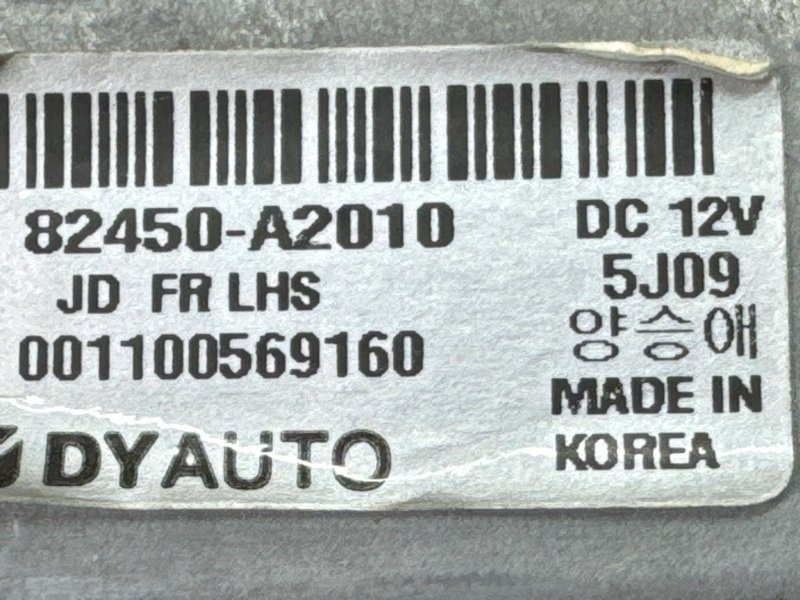 82450-A2010 DC 12V
JD FR LHS 5J09
001100569160 양승애
MADE IN
DYAUTO KOREA